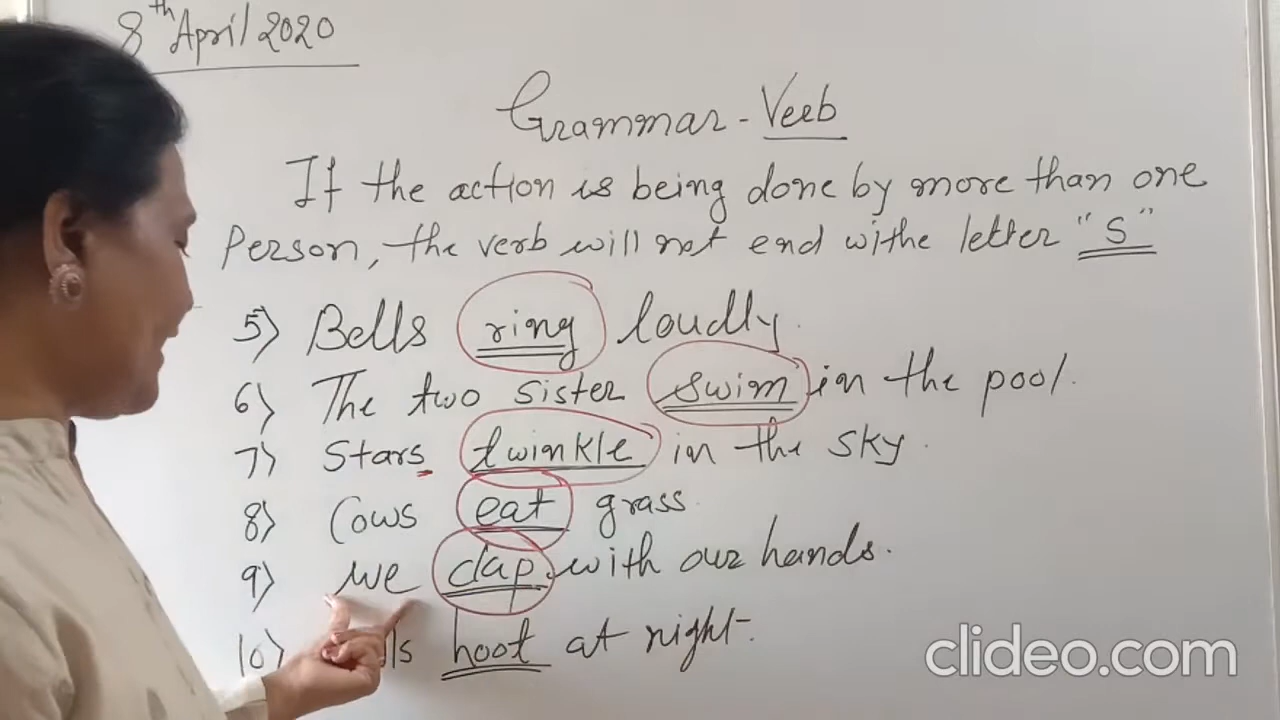 8th April 2020
Grammar - Verb
If the action is being done by more than one
Person, the verb will not end withe letter "S"
5) Bells ring loudly.
6) The two sister swim in the pool.
7) Stars twinkle in the sky.
8) Cows eat grass.
9) we clap with our hands.
10) hoot at night.
clideo.com